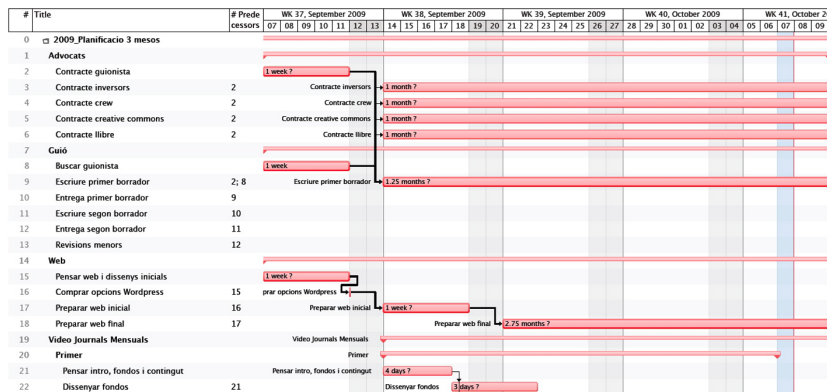 # Title # Prede cessors WK 37, September 2009 WK 38, September 2009 WK 39, September 2009 WK 40, October 2009 WK 41, October 2
07 08 09 10 11 12 13 14 15 16 17 18 19 20 21 22 23 24 25 26 27 28 29 30 01 02 03 04 05 06 07 08 09
0 2009_Planificacio 3 mesos
1 Advocats
2 Contracte guionista 1 week ?
3 Contracte inversors 2 Contracte inversors 1 month ?
4 Contracte crew 2 Contracte crew 1 month ?
5 Contracte creative commons 2 Contracte creative commons 1 month ?
6 Contracte llibre 2 Contracte llibre 1 month ?
7 Guió
8 Buscar guionista 1 week
9 Escriure primer borrador 2; 8 Escriure primer borrador 1.25 months ?
10 Entrega primer borrador 9
11 Escriure segon borrador 10
12 Entrega segon borrador 11
13 Revisions menors 12
14 Web
15 Pensar web i dissenys inicials 1 week ?
16 Comprar opcions Wordpress 15 prar opcions Wordpress
17 Preparar web inicial 16 Preparar web inicial 1 week ?
18 Preparar web final 17 Preparar web final 2.75 months ?
19 Video Journals Mensuals Video Journals Mensuals
20 Primer Primer
21 Pensar intro, fondos i contingut Pensar intro, fondos i contingut 4 days ?
22 Dissenyar fondos 21 Dissenyar fondos 3 days ?